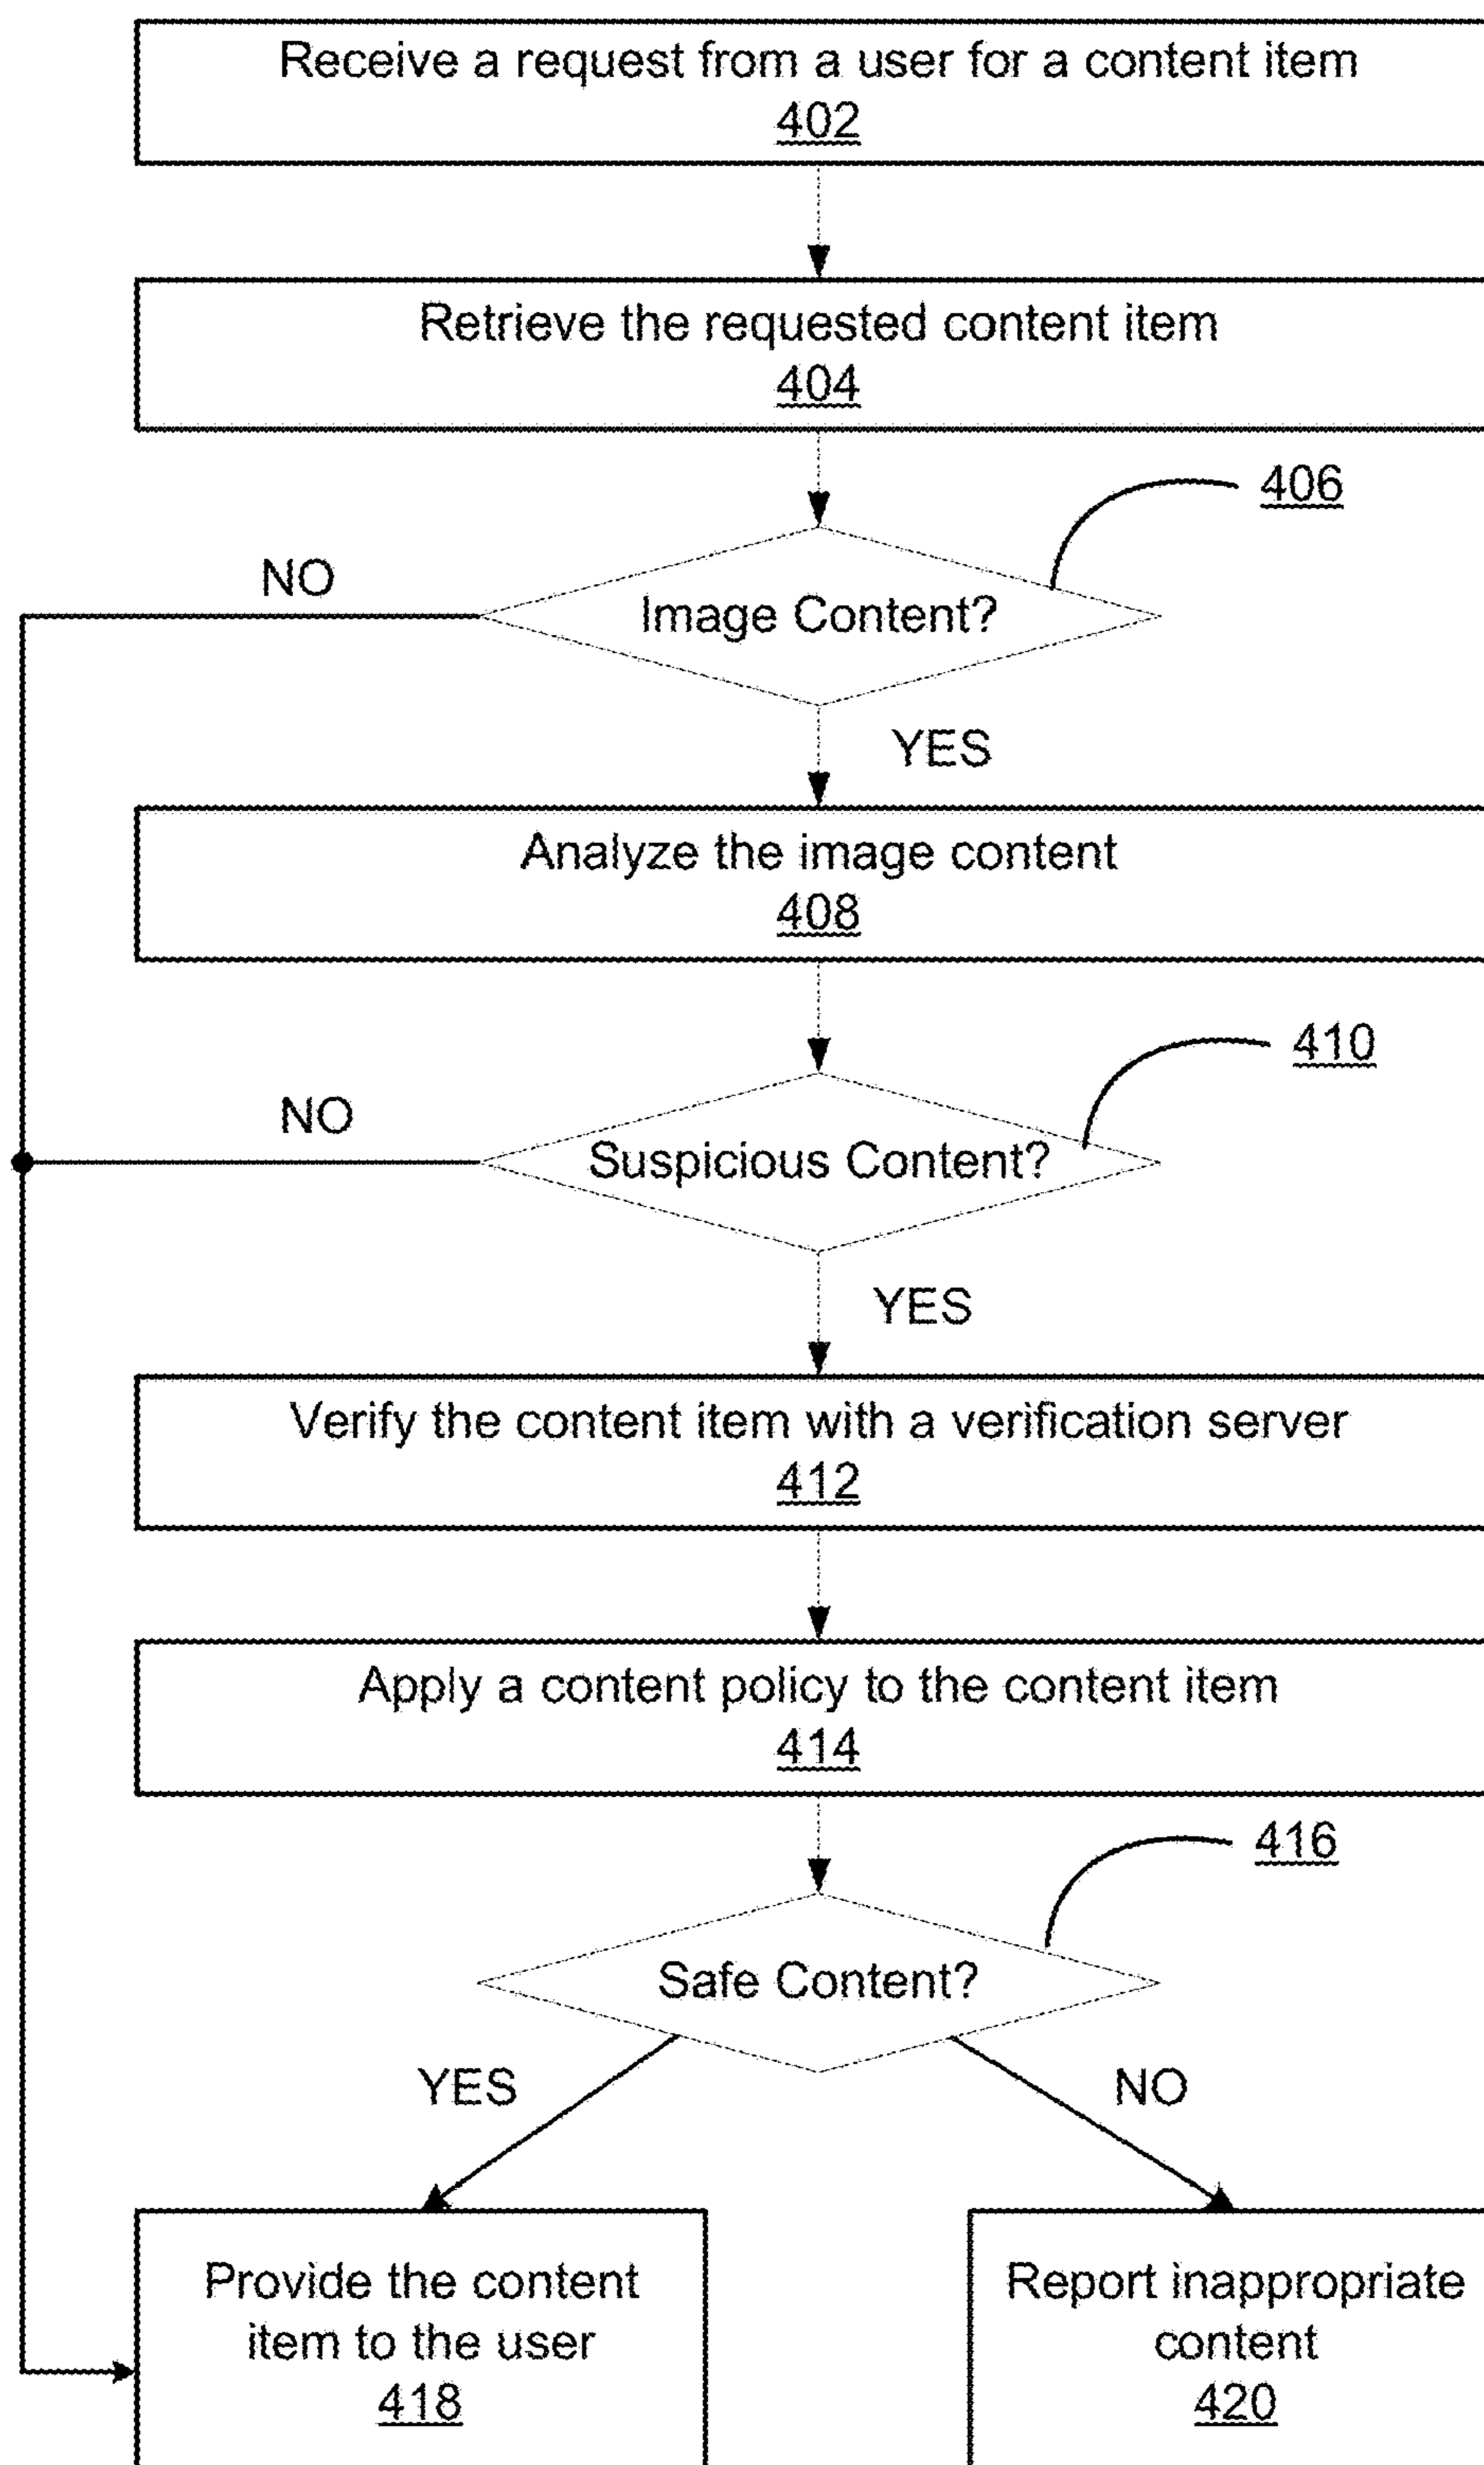 Receive a request from a user for a content item
402
Retrieve the requested content item
404
406
NO
Image Content?
YES
Analyze the image content
408
410
NO
Suspicious Content?
YES
Verify the content item with a verification server
412
Apply a content policy to the content item
414
416
Safe Content?
YES
NO
Provide the content
item to the user
418
Report inappropriate
content
420